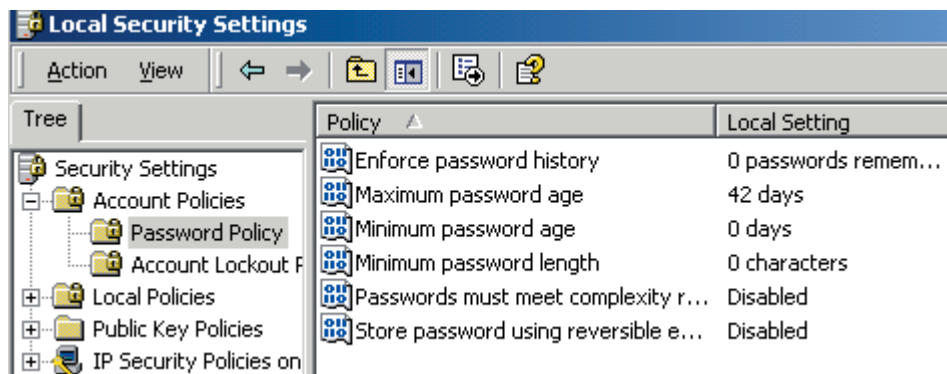 Local Security Settings
Action View
Tree
Policy Local Setting
Security Settings
Account Policies
Password Policy
Account Lockout P
Local Policies
Public Key Policies
IP Security Policies on
Enforce password history 0 passwords remem...
Maximum password age 42 days
Minimum password age 0 days
Minimum password length 0 characters
Passwords must meet complexity r... Disabled
Store password using reversible e... Disabled